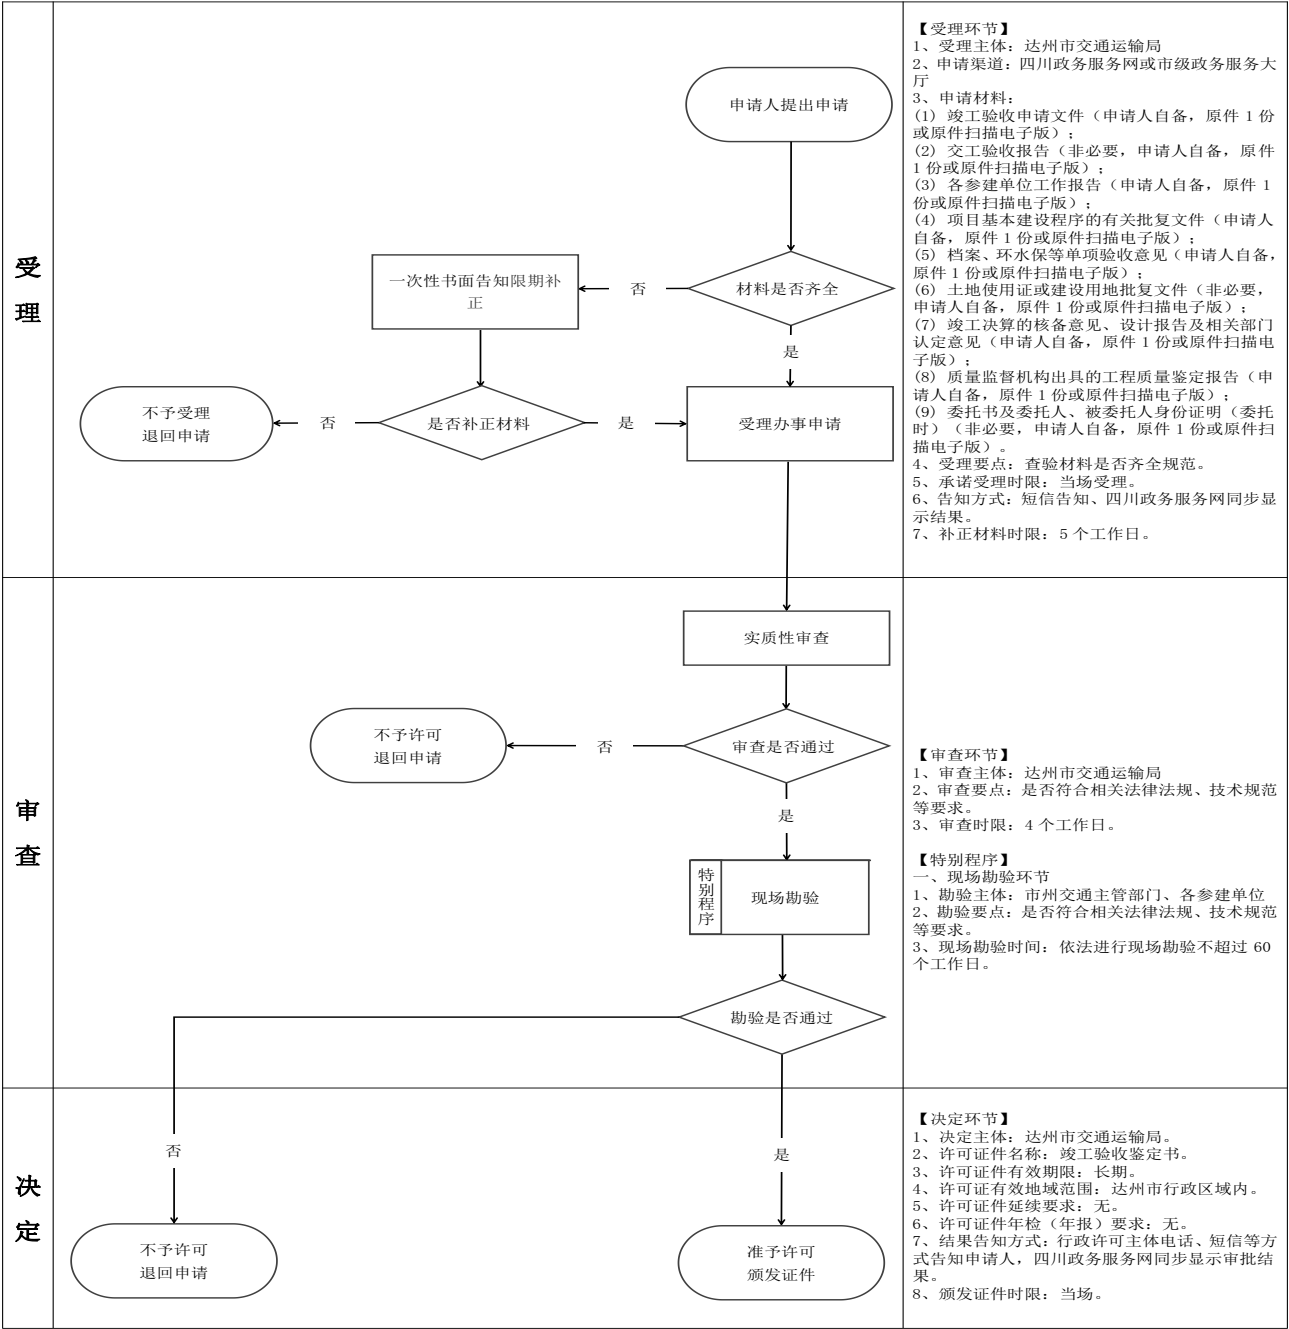 受
理
申请人提出申请
材料是否齐全
否
一次性书面告知限期补
正
是
不予受理
退回申请
否
是否补正材料
是
受理办事申请
【受理环节】
1、受理主体：达州市交通运输局
2、申请渠道：四川政务服务网或市级政务服务大
厅
3、申请材料：
(1) 竣工验收申请文件（申请人自备，原件 1 份
或原件扫描电子版）；
(2) 交工验收报告（非必要，申请人自备，原件
1 份或原件扫描电子版）；
(3) 各参建单位工作报告（申请人自备，原件 1
份或原件扫描电子版）；
(4) 项目基本建设程序的有关批复文件（申请人
自备，原件 1 份或原件扫描电子版）；
(5) 档案、环水保等单项验收意见（申请人自备，
原件 1 份或原件扫描电子版）；
(6) 土地使用证或建设用地批复文件（非必要，
申请人自备，原件 1 份或原件扫描电子版）；
(7) 竣工决算的核备意见、设计报告及相关部门
认定意见（申请人自备，原件 1 份或原件扫描电
子版）；
(8) 质量监督机构出具的工程质量鉴定报告（申
请人自备，原件 1 份或原件扫描电子版）；
(9) 委托书及委托人、被委托人身份证明（委托
时）（非必要，申请人自备，原件 1 份或原件扫
描电子版）。
4、受理要点：查验材料是否齐全规范。
5、承诺受理时限：当场受理。
6、告知方式：短信告知、四川政务服务网同步显
示结果。
7、补正材料时限：5 个工作日。
审
查
实质性审查
不予许可
退回申请
否
审查是否通过
是
特别程序
现场勘验
勘验是否通过
【审查环节】
1、审查主体：达州市交通运输局
2、审查要点：是否符合相关法律法规、技术规范
等要求。
3、审查时限：4 个工作日。
【特别程序】
一、现场勘验环节
1、勘验主体：市州交通主管部门、各参建单位
2、勘验要点：是否符合相关法律法规、技术规范
等要求。
3、现场勘验时间：依法进行现场勘验不超过 60
个工作日。
决
定
否
是
不予许可
退回申请
准予许可
颁发证件
【决定环节】
1、决定主体：达州市交通运输局。
2、许可证件名称：竣工验收鉴定书。
3、许可证件有效期限：长期。
4、许可证有效地域范围：达州市行政区域内。
5、许可证件延续要求：无。
6、许可证件年检（年报）要求：无。
7、结果告知方式：行政许可主体电话、短信等方
式告知申请人，四川政务服务网同步显示审批结
果。
8、颁发证件时限：当场。